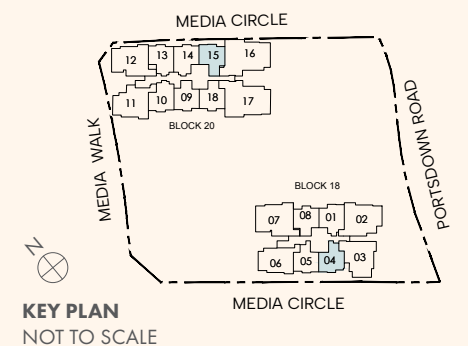 MEDIA CIRCLE
12 13 14 15 16
11 10 09 18 17
BLOCK 20
MEDIA WALK
PORTSDOWN ROAD
BLOCK 18
07 08 01 02
06 05 04 03
N
MEDIA CIRCLE
KEY PLAN
NOT TO SCALE